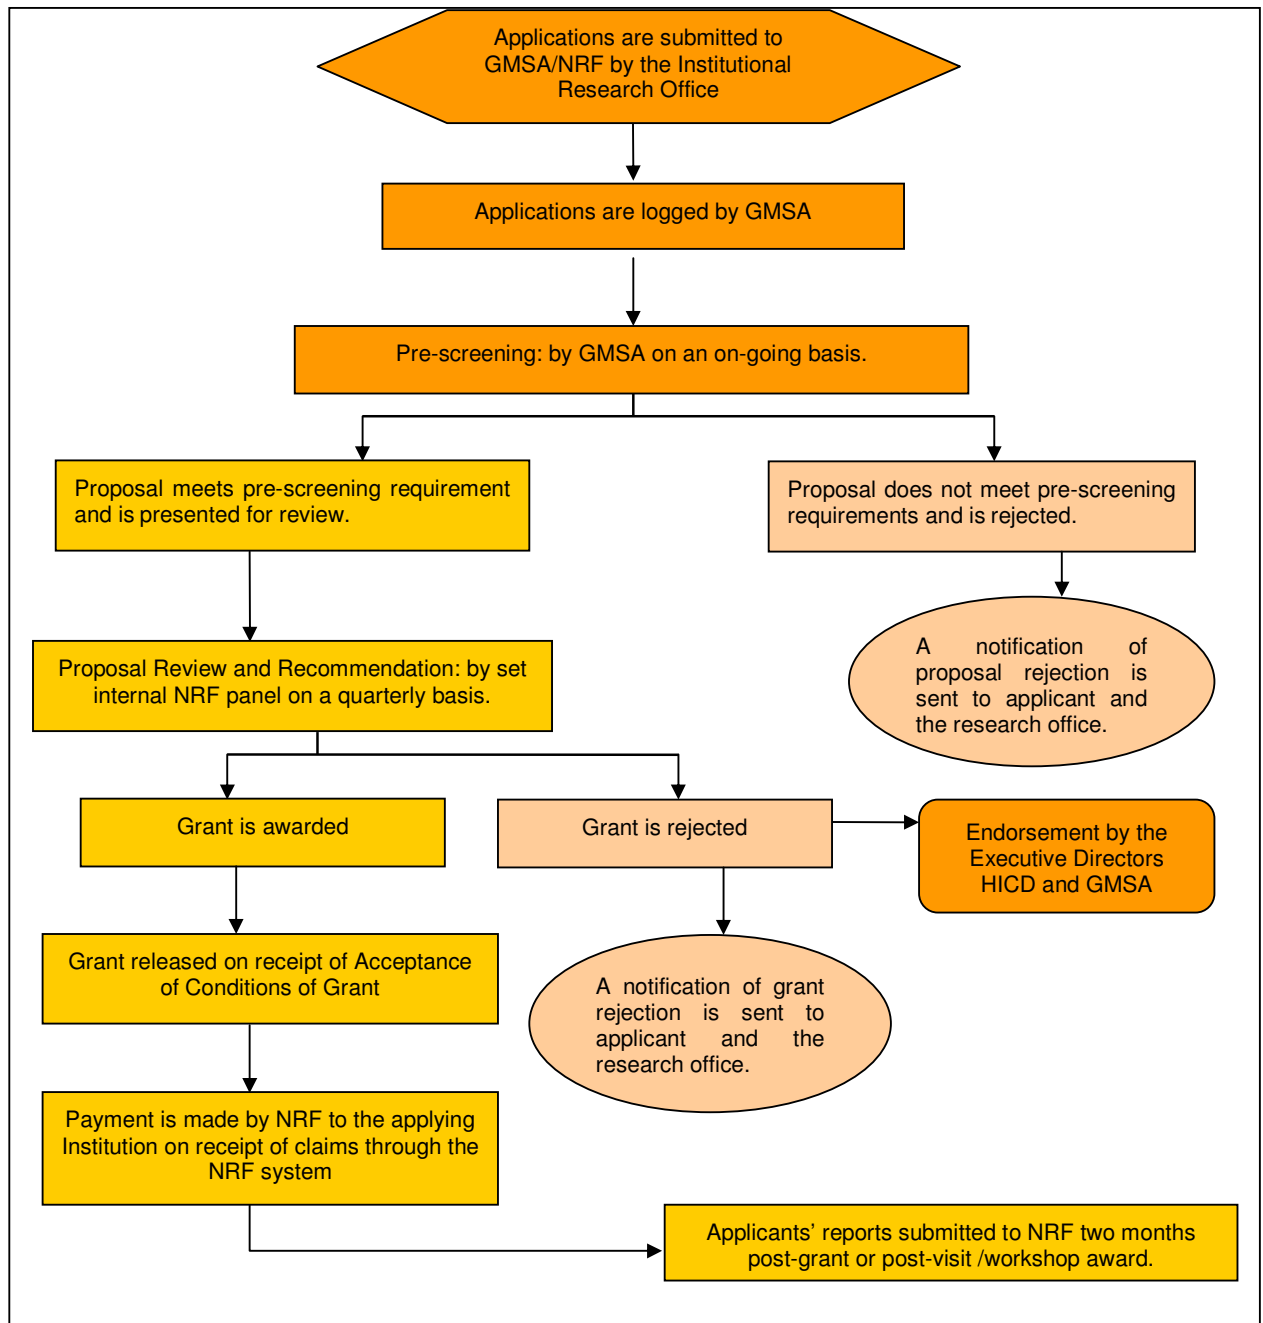 Applications are submitted to
GMSA/NRF by the Institutional
Research Office
Applications are logged by GMSA
Pre-screening: by GMSA on an on-going basis.
Proposal meets pre-screening requirement
and is presented for review.
Proposal does not meet pre-screening
requirements and is rejected.
A notification of
proposal rejection is
sent to applicant and
the research office.
Proposal Review and Recommendation: by set
internal NRF panel on a quarterly basis.
Grant is awarded
Grant is rejected
Endorsement by the
Executive Directors
HICD and GMSA
Grant released on receipt of Acceptance
of Conditions of Grant
A notification of grant
rejection is sent to
applicant and the
research office.
Payment is made by NRF to the applying
Institution on receipt of claims through the
NRF system
Applicants’ reports submitted to NRF two months
post-grant or post-visit /workshop award.